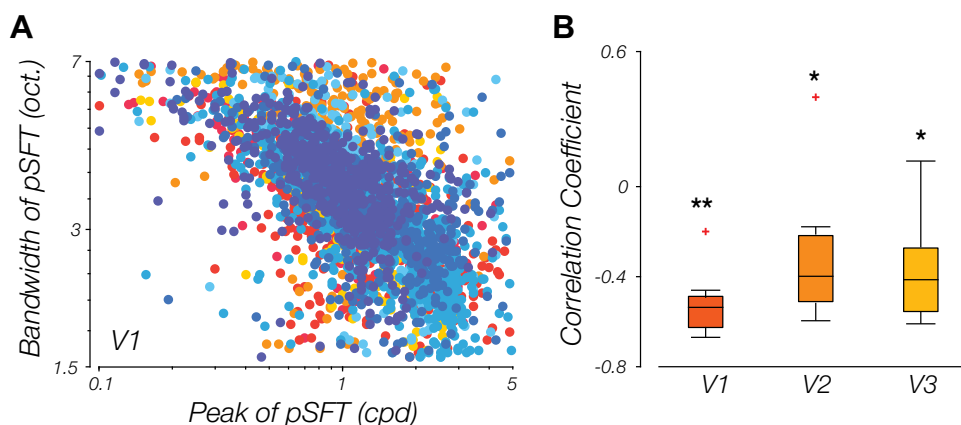 A
Bandwidth of pSFT (oct.)
7
3
1.5
V1
0.1
1
5
Peak of pSFT (cpd)
B
Correlation Coefficient
0.6
0
-0.4
-0.8
**
*
*
V1
V2
V3